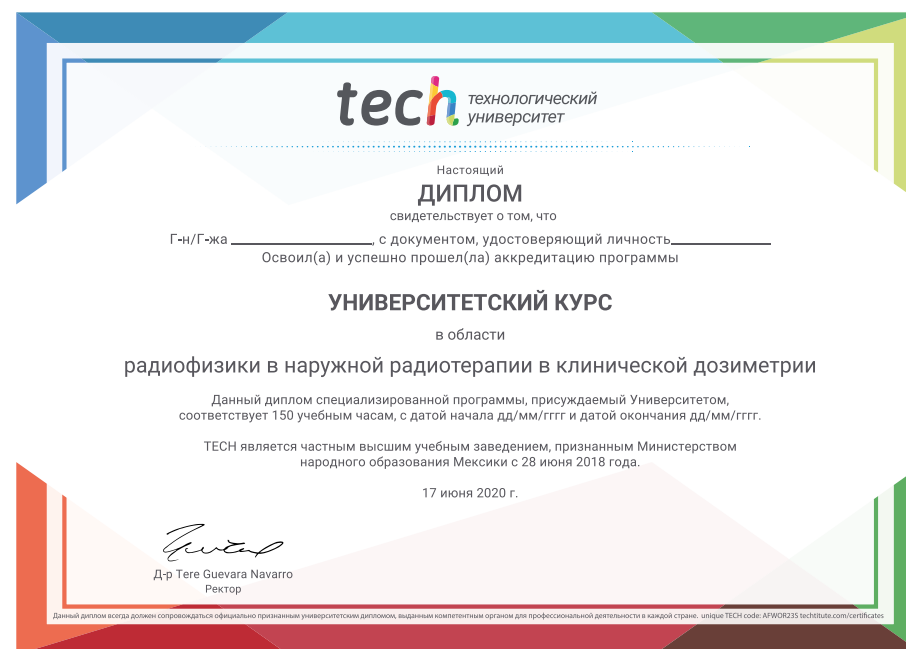 tech технологический
университет
Настоящий
ДИПЛОМ
свидетельствует о том, что
Г-н/Г-жа ____________________, с документом, удостоверяющий личность______________
Освоил(а) и успешно прошел(ла) аккредитацию программы
УНИВЕРСИТЕТСКИЙ КУРС
в области
радиофизики в наружной радиотерапии в клинической дозиметрии
Данный диплом специализированной программы, присуждаемый Университетом,
соответствует 150 учебным часам, с датой начала дд/мм/гггг и датой окончания дд/мм/гггг.
TECH является частным высшим учебным заведением, признанным Министерством
народного образования Мексики с 28 июня 2018 года.
17 июня 2020 г.
Д-р Tere Guevara Navarro
Ректор
Данный диплом всегда должен сопровождаться официально признанным университетским дипломом, выданным компетентным органом для профессиональной деятельности в каждой стране. unique TECH code: AFWOR23S techtitute.com/certificates